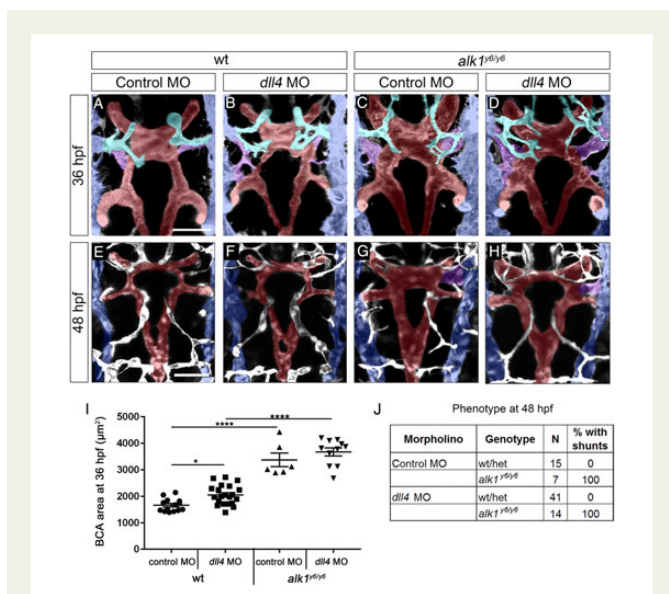 wt
alk1y6/y6
Control MO
dll4 MO
Control MO
dll4 MO
36 hpf
A
B
C
D
48 hpf
E
F
G
H
I
BCA area at 36 hpf (µm²)
5000
4000
3000
2000
1000
0
****
****
*
control MO
dll4 MO
control MO
dll4 MO
wt
alk1y6/y6
J
Phenotype at 48 hpf
Morpholino Genotype N % with shunts
Control MO wt/het 15 0
alk1y6/y6 7 100
dll4 MO wt/het 41 0
alk1y6/y6 14 100